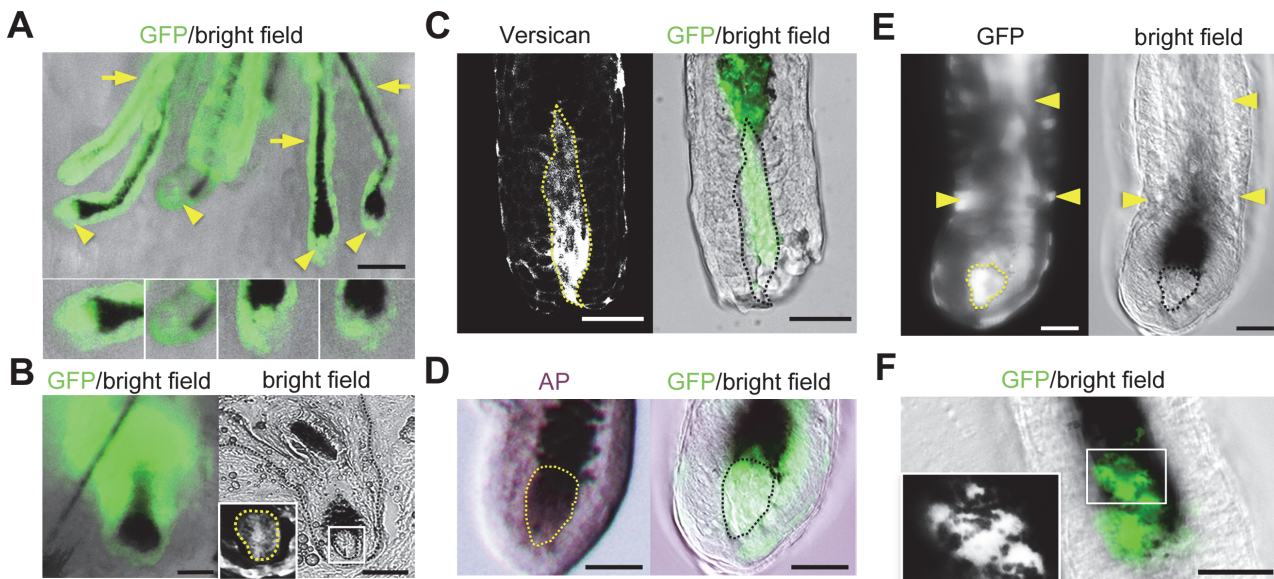 A
GFP/bright field
B
GFP/bright field
bright field
C
Versican
GFP/bright field
D
AP
GFP/bright field
E
GFP
bright field
F
GFP/bright field